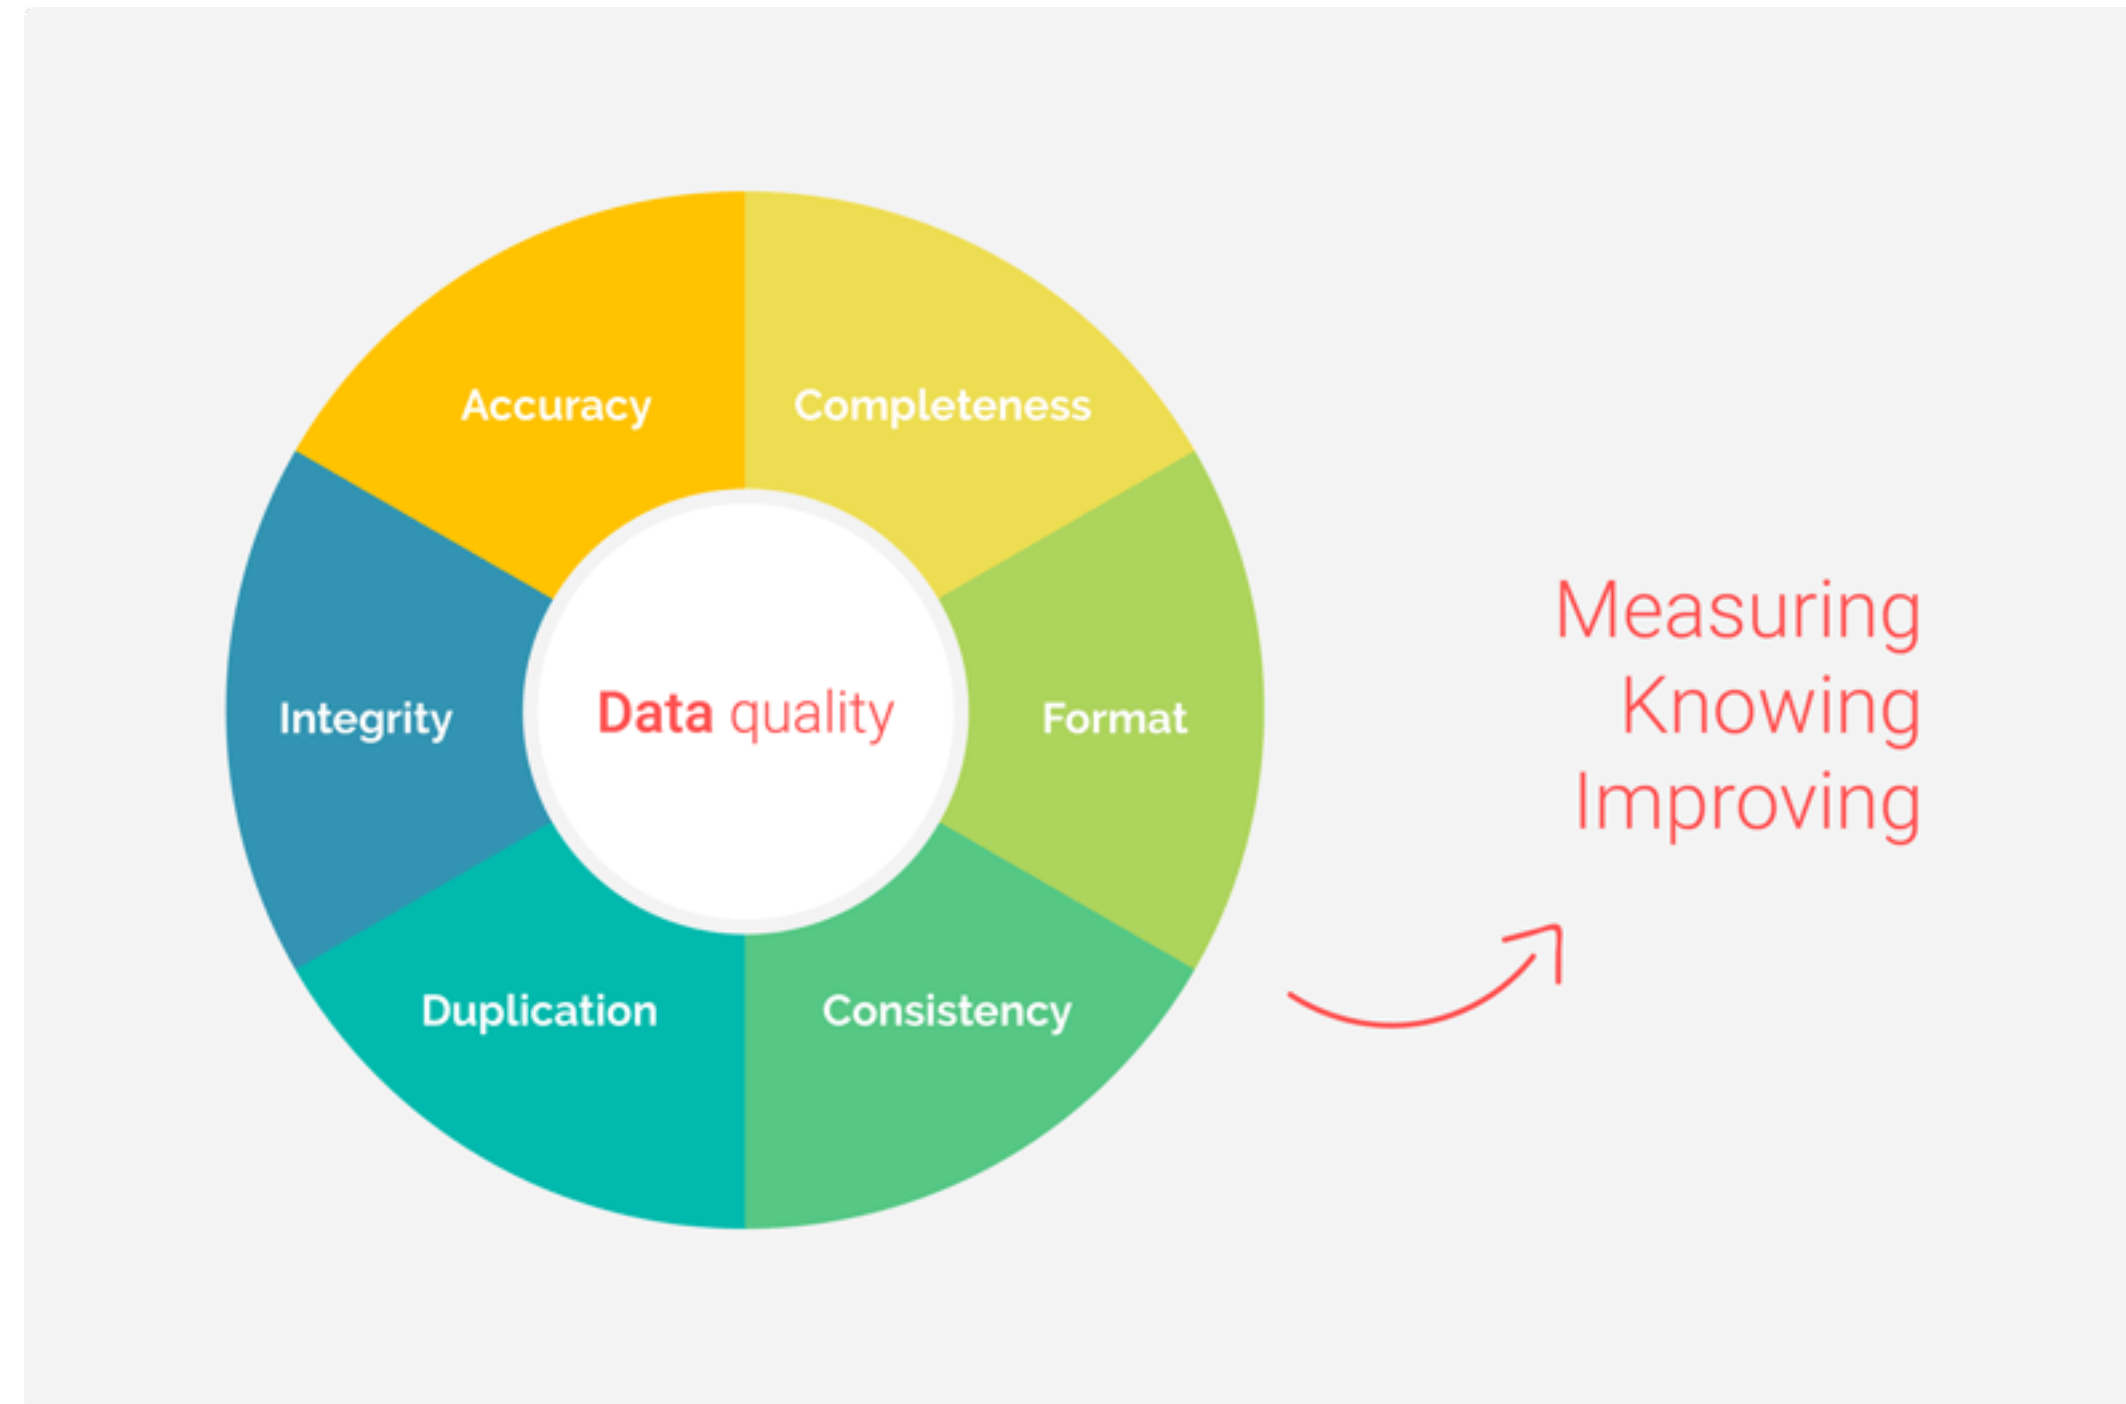 Accuracy
Completeness
Integrity
Data quality
Format
Duplication
Consistency
Measuring
Knowing
Improving